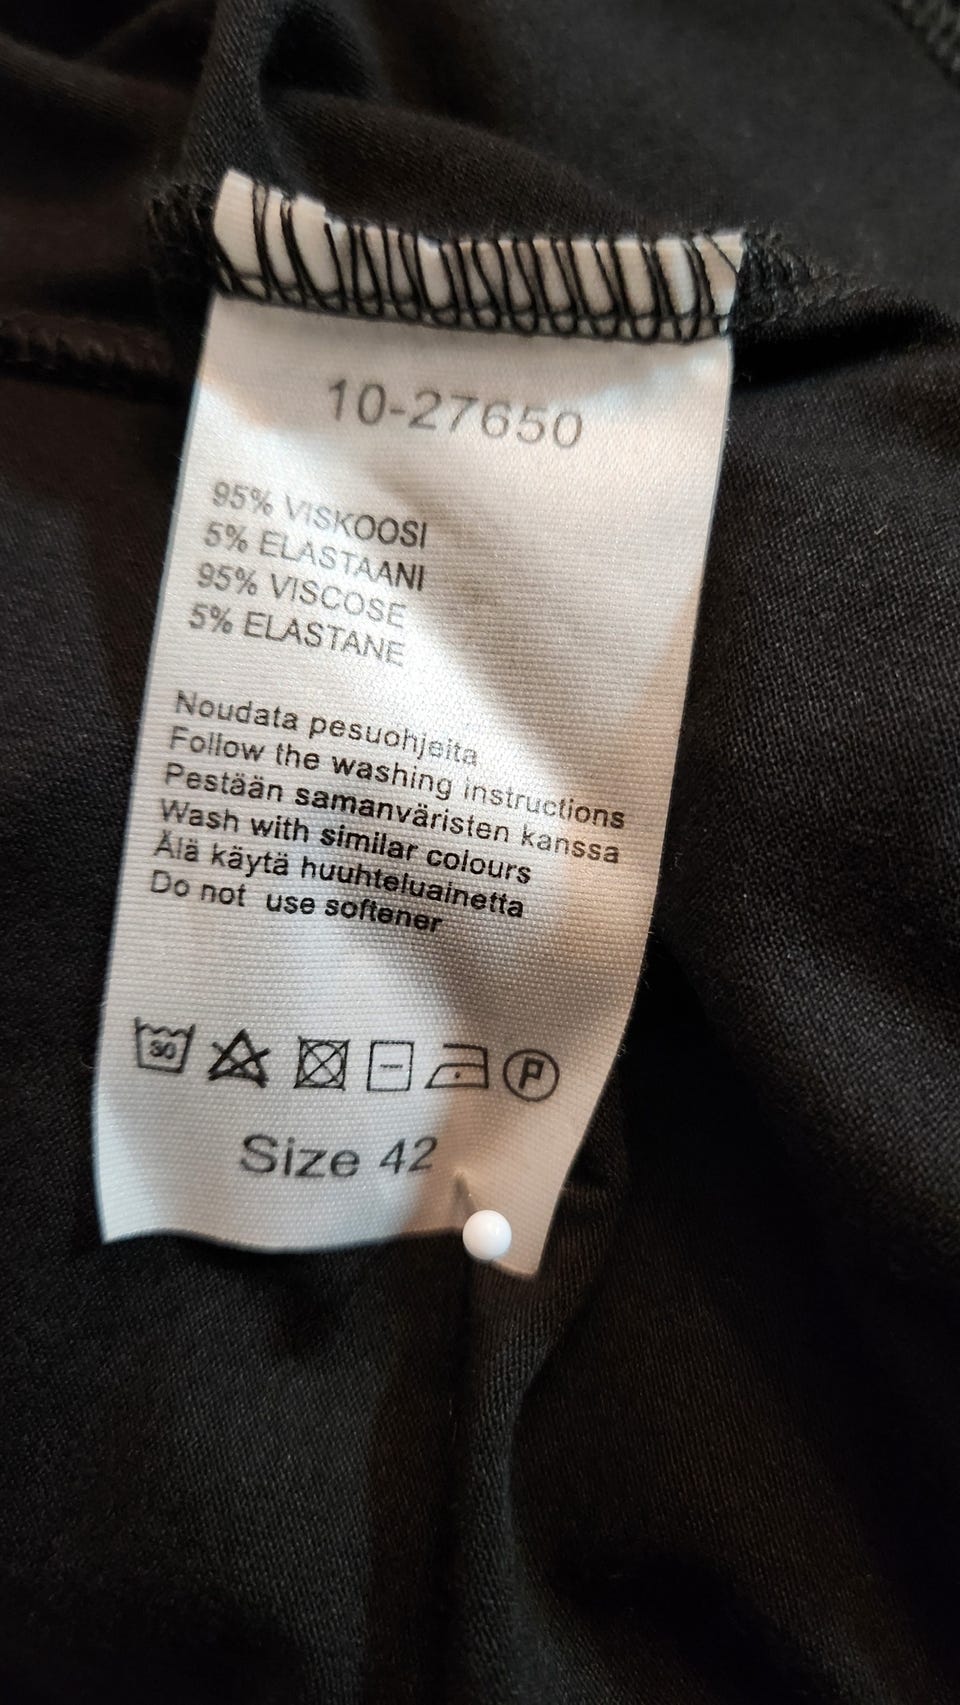 10-27650
95% VISKOOSI
5% ELASTAANI
95% VISCOSE
5% ELASTANE
Noudata pesuohjeita
Follow the washing instructions
Pestään samanväristen kanssa
Wash with similar colours
Älä käytä huuhteluainetta
Do not use softener
30 P
Size 42